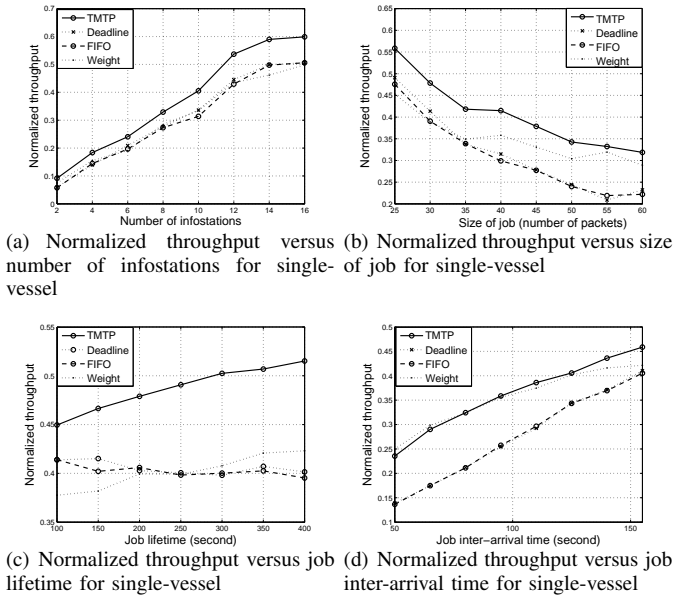 0.7
0.6
0.5
0.4
0.3
0.2
0.1
0
2 4 6 8 10 12 14 16
Number of infostations
Normalized throughput
TMTP
Deadline
FIFO
Weight
0.65
0.6
0.55
0.5
0.45
0.4
0.35
0.3
0.25
0.2
25 30 35 40 45 50 55 60
Size of job (number of packets)
Normalized throughput
TMTP
Deadline
FIFO
Weight
(a) Normalized throughput versus
number of infostations for single-
vessel
(b) Normalized throughput versus size
of job for single-vessel
0.55
0.5
0.45
0.4
0.35
100 150 200 250 300 350 400
Job lifetime (second)
Normalized throughput
TMTP
Deadline
FIFO
Weight
0.5
0.45
0.4
0.35
0.3
0.25
0.2
0.15
0.1
50 100 150
Job inter−arrival time (second)
Normalized throughput
TMTP
Deadline
FIFO
Weight
(c) Normalized throughput versus job
lifetime for single-vessel
(d) Normalized throughput versus job
inter-arrival time for single-vessel